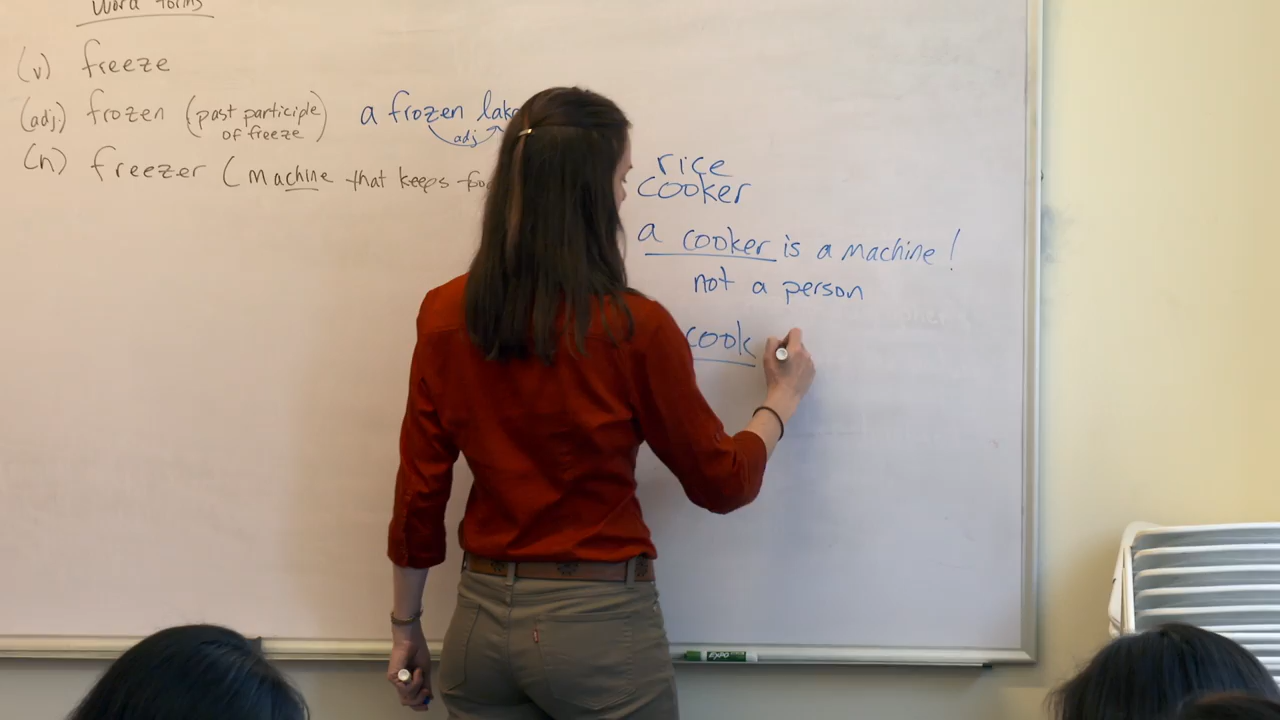 Word forms
(v) freeze
(adj.) frozen (past participle of freeze) a frozen lake
adj
(n) freezer (machine that keeps
rice
cooker
a cooker is a machine!
not a person
cook
EXPO